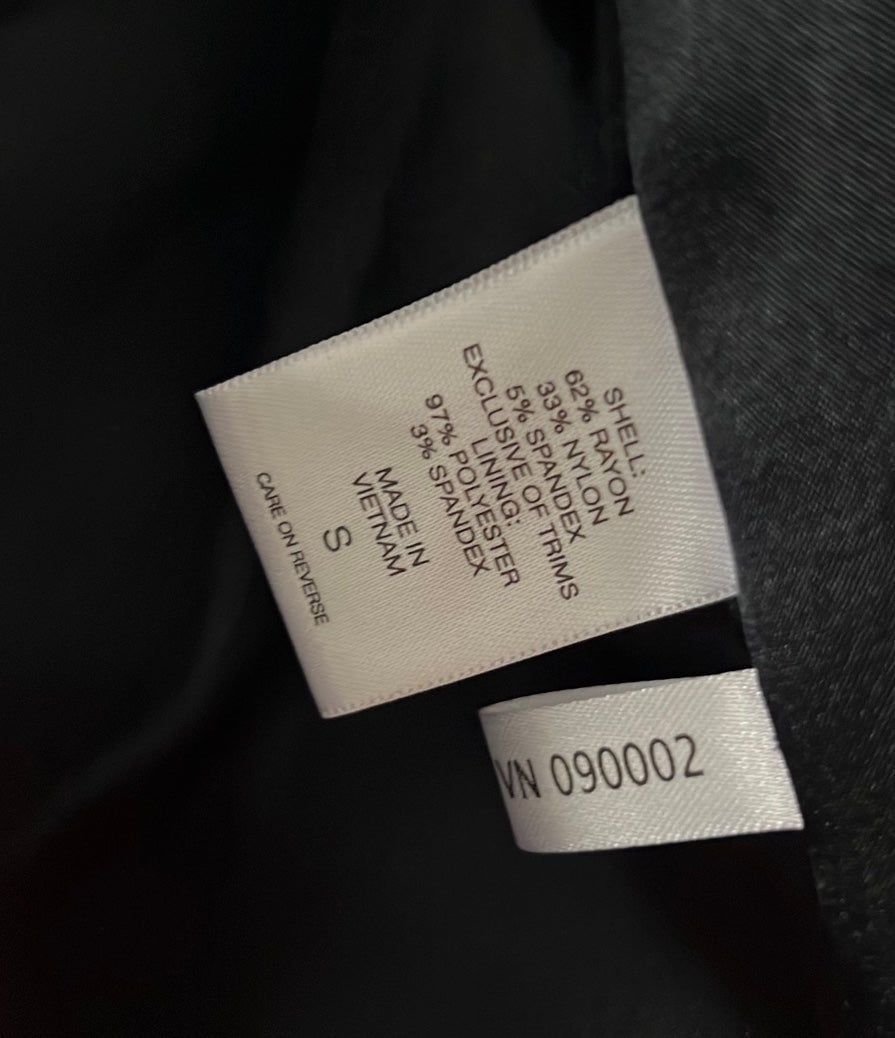 SHELL:
62% RAYON
33% NYLON
5% SPANDEX
EXCLUSIVE OF TRIMS
LINING:
97% POLYESTER
3% SPANDEX
MADE IN
VIETNAM
S
CARE ON REVERSE
VN 090002